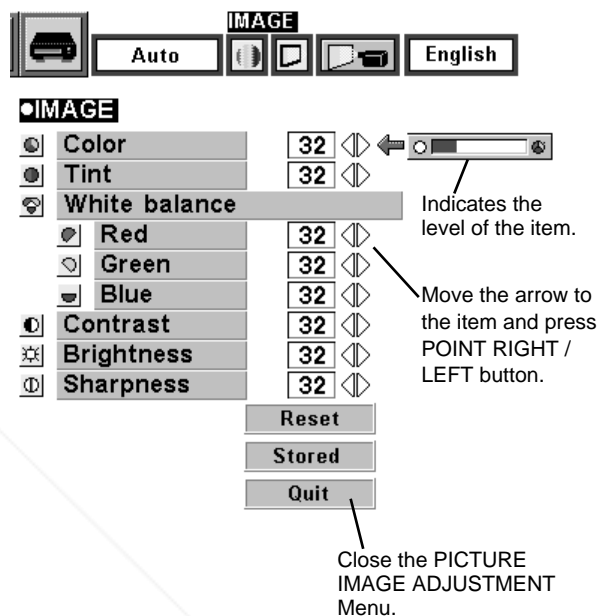 IMAGE
Auto
English
●IMAGE
Color 32
Tint 32
White balance
Red 32
Green 32
Blue 32
Contrast 32
Brightness 32
Sharpness 32
Indicates the
level of the item.
Move the arrow to
the item and press
POINT RIGHT /
LEFT button.
Reset
Stored
Quit
Close the PICTURE
IMAGE ADJUSTMENT
Menu.